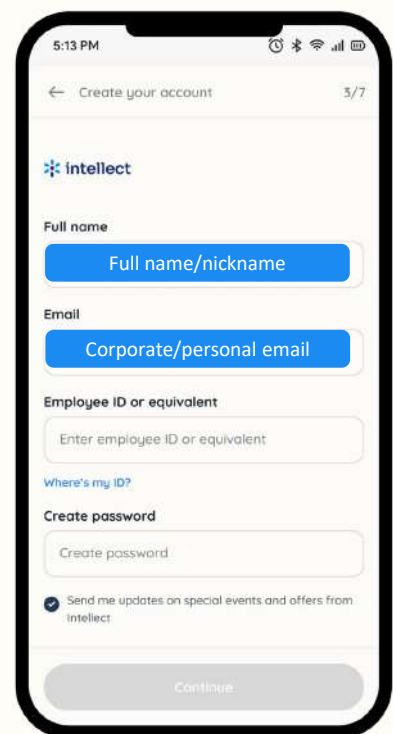 5:13 PM
← Create your account 3/7
intellect
Full name
Full name/nickname
Email
Corporate/personal email
Employee ID or equivalent
Enter employee ID or equivalent
Where's my ID?
Create password
Create password
Send me updates on special events and offers from
Intellect
Continue